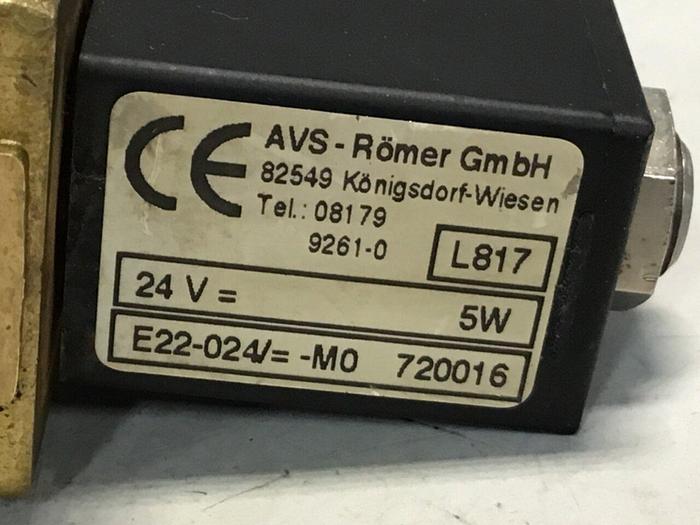 CE
AVS - Römer GmbH
82549 Königsdorf-Wiesen
Tel.: 08179
9261-0
L817
24 V = 5W
E22-024/= -M0 720016